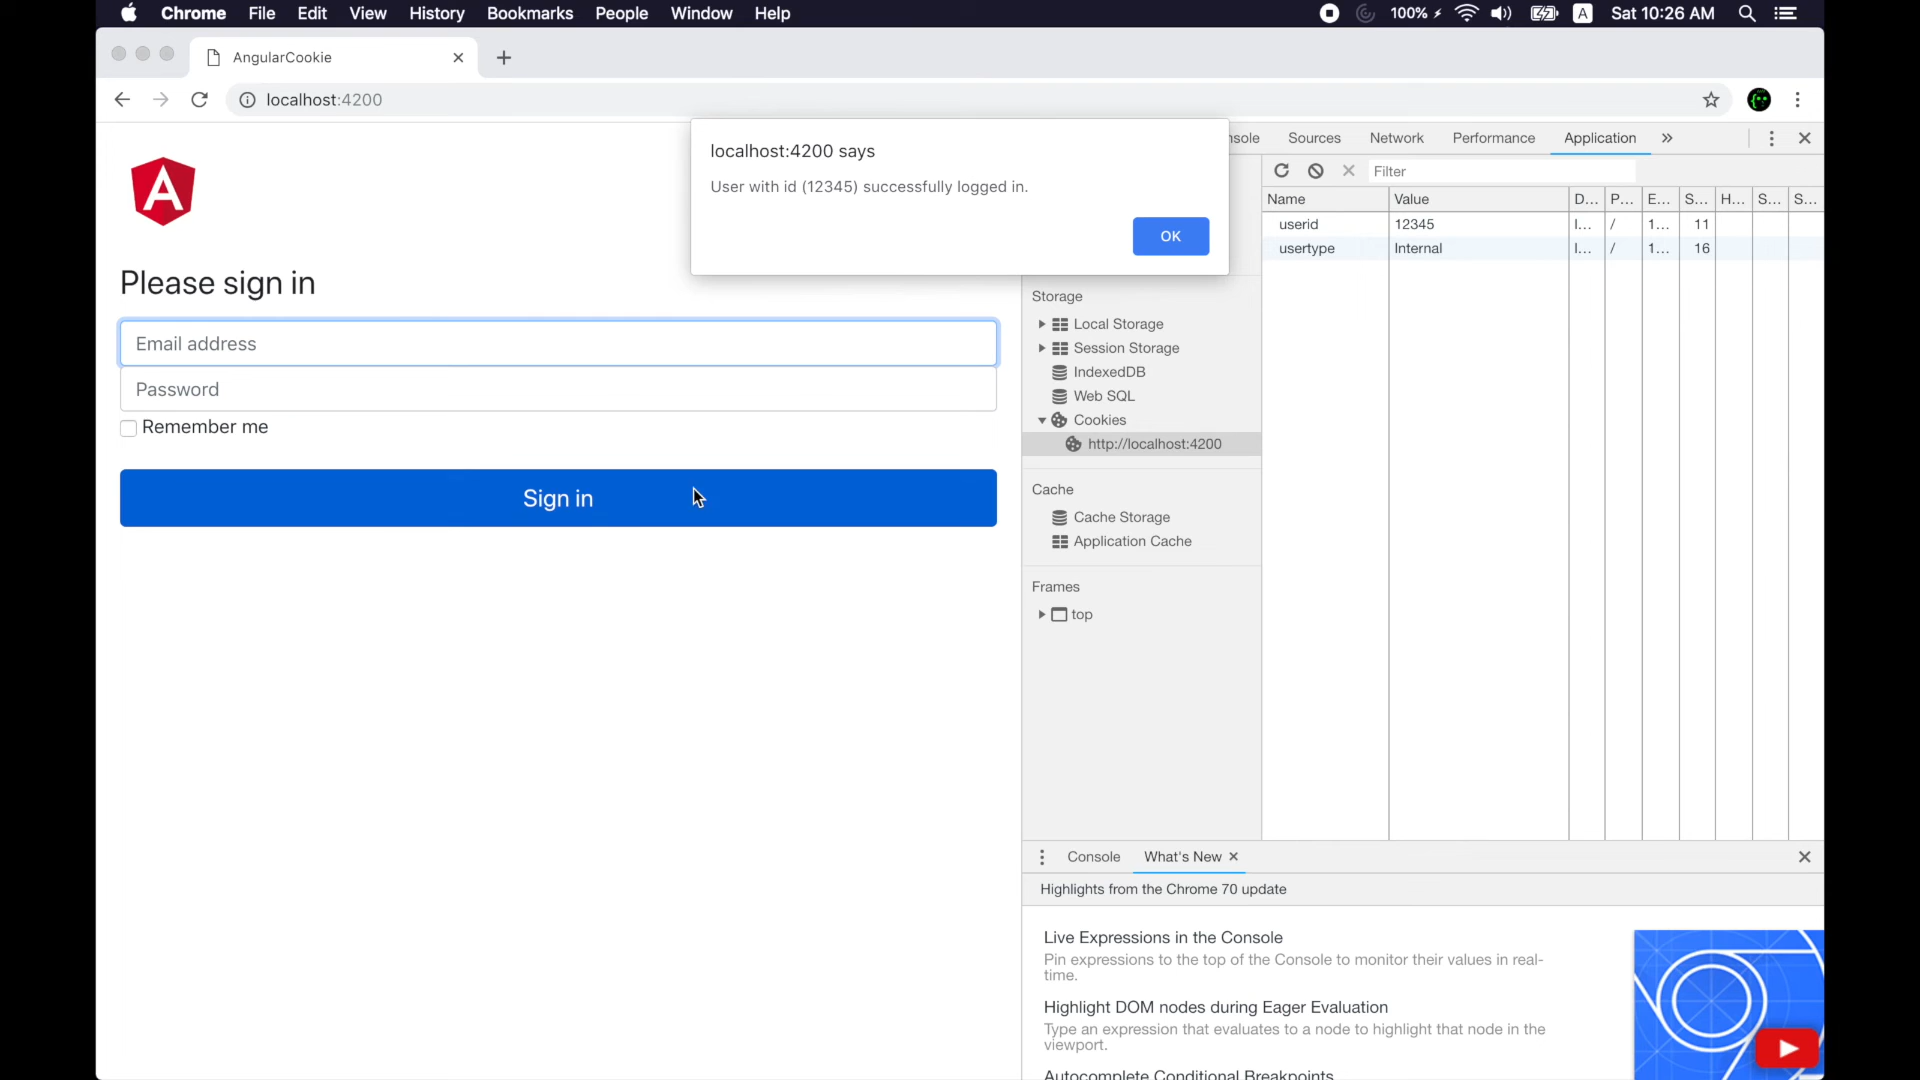 Chrome File Edit View History Bookmarks People Window Help 100% A Sat 10:26 AM
AngularCookie
localhost:4200
localhost:4200 says
User with id (12345) successfully logged in.
OK
Please sign in
Email address
Password
Remember me
Sign in
nsole Sources Network Performance Application »
Filter
Name Value D... P... E... S... H... S... S...
userid 12345 l... / 1... 11
usertype Internal l... / 1... 16
Storage
Local Storage
Session Storage
IndexedDB
Web SQL
Cookies
http://localhost:4200
Cache
Cache Storage
Application Cache
Frames
top
Console What's New
Highlights from the Chrome 70 update
Live Expressions in the Console
Pin expressions to the top of the Console to monitor their values in real-
time.
Highlight DOM nodes during Eager Evaluation
Type an expression that evaluates to a node to highlight that node in the
viewport.
Autocomplete Conditional Breakpoints